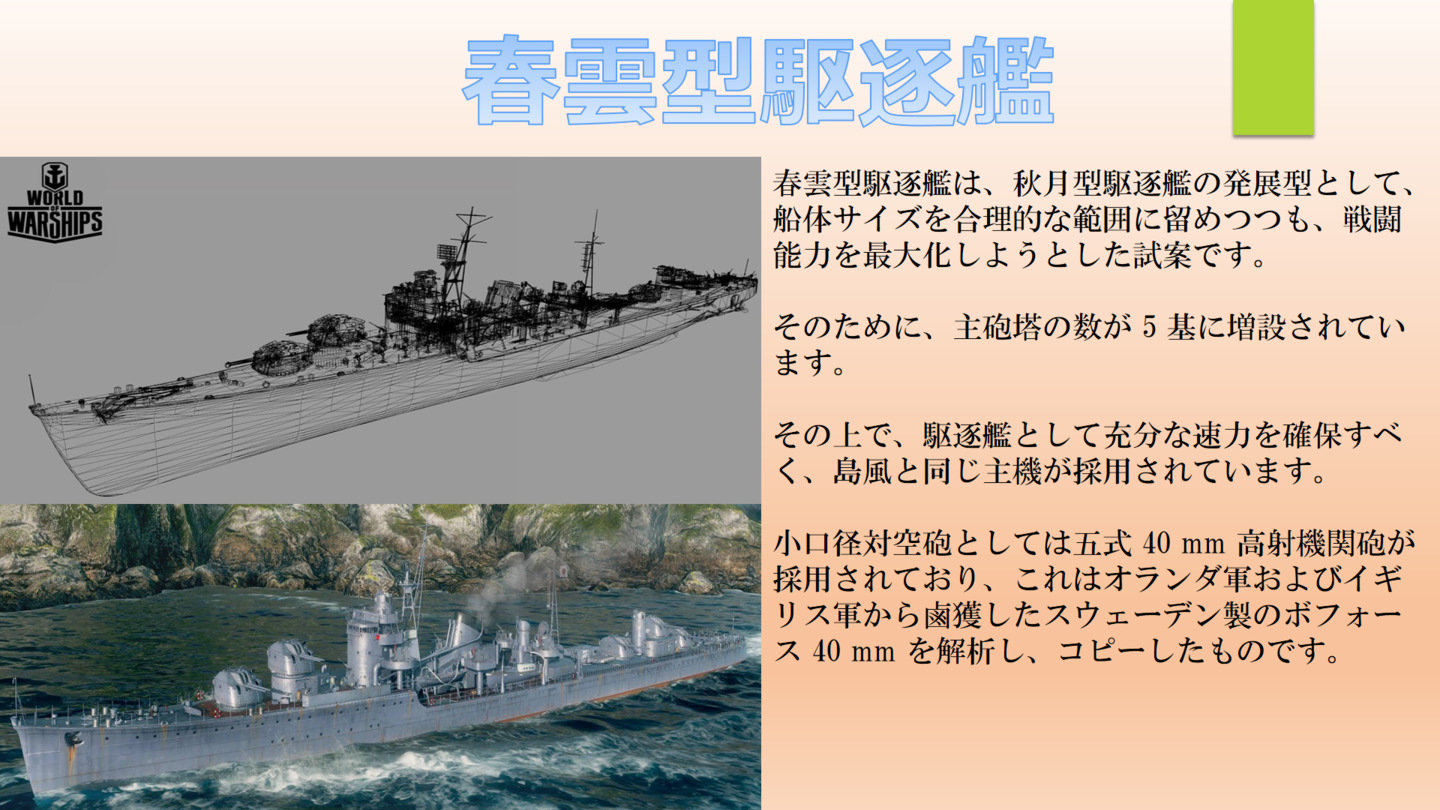 春雲型駆逐艦
WORLD
OF
WARSHIPS
春雲型駆逐艦は、秋月型駆逐艦の発展型として、
船体サイズを合理的な範囲に留めつつも、戦闘
能力を最大化しようとした試案です。
そのために、主砲塔の数が 5 基に増設されてい
ます。
その上で、駆逐艦として充分な速力を確保すべ
く、島風と同じ主機が採用されています。
小口径対空砲としては五式 40 mm 高射機関砲が
採用されており、これはオランダ軍およびイギ
リス軍から鹵獲したスウェーデン製のボフォー
ス 40 mm を解析し、コピーしたものです。